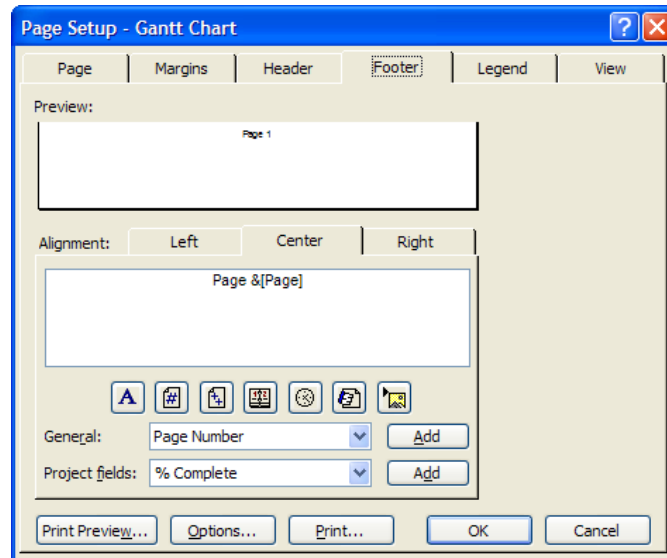 Page Setup - Gantt Chart
Page Margins Header Footer Legend View
Preview:
Page 1
Alignment: Left Center Right
Page &[Page]
A # 
General: Page Number Add
Project fields: % Complete Add
Print Preview... Options... Print... OK Cancel